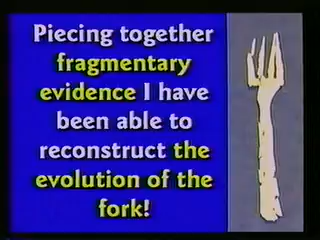 Piecing together
fragmentary
evidence I have
been able to
reconstruct the
evolution of the
fork!